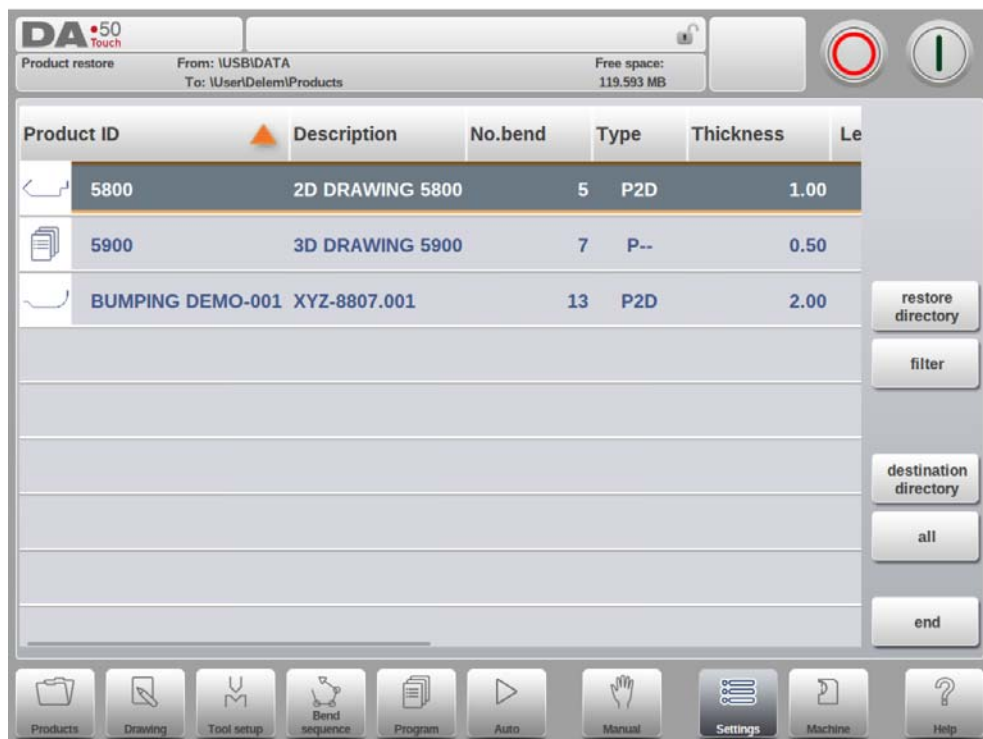 DA•50
Touch
Product restore
From: \USB\DATA
To: \User\Delem\Products
Free space:
119.593 MB
Product ID Description No.bend Type Thickness Le
5800 2D DRAWING 5800 5 P2D 1.00
5900 3D DRAWING 5900 7 P-- 0.50
BUMPING DEMO-001 XYZ-8807.001 13 P2D 2.00
restore
directory
filter
destination
directory
all
end
Products Drawing Tool setup Bend
sequence Program Auto Manual Settings Machine Help